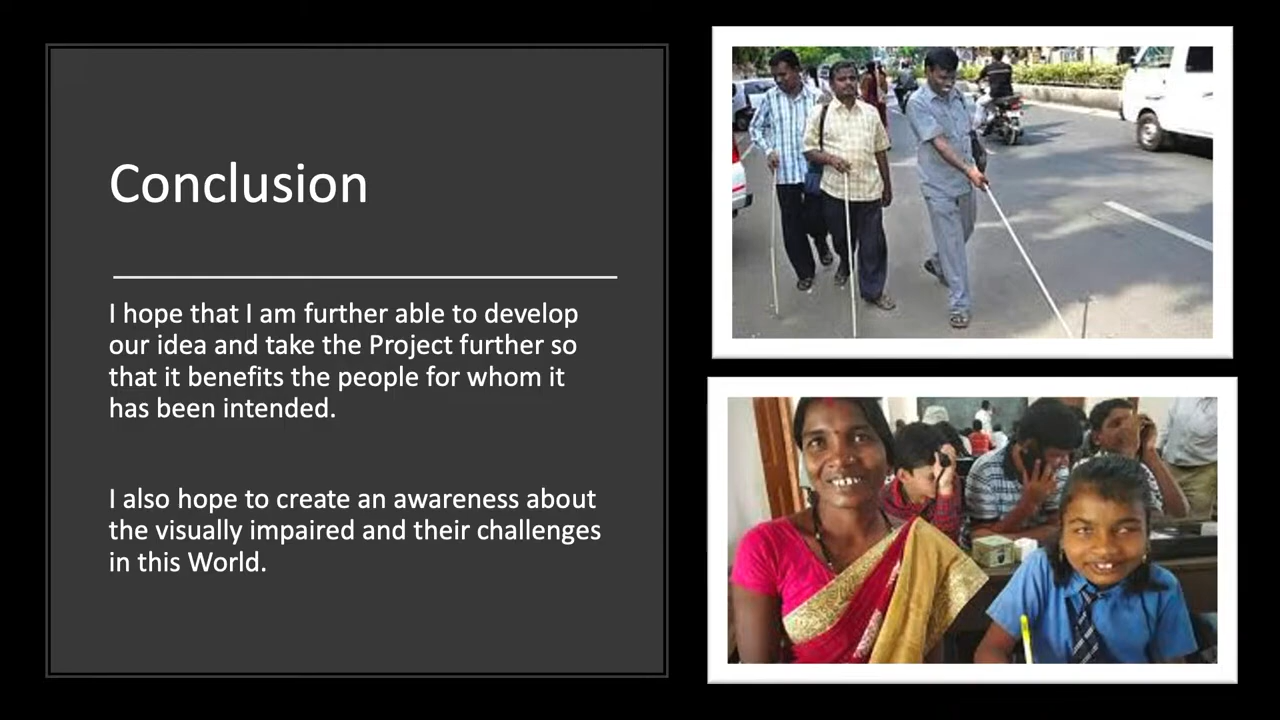 Conclusion
I hope that I am further able to develop
our idea and take the Project further so
that it benefits the people for whom it
has been intended.
I also hope to create an awareness about
the visually impaired and their challenges
in this World.